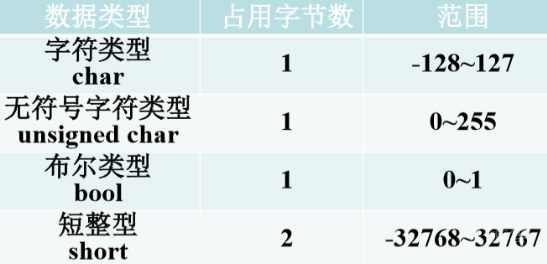 数据类型 占用字节数 范围
字符类型
char 1 -128~127
无符号字符类型
unsigned char 1 0~255
布尔类型
bool 1 0~1
短整型
short 2 -32768~32767